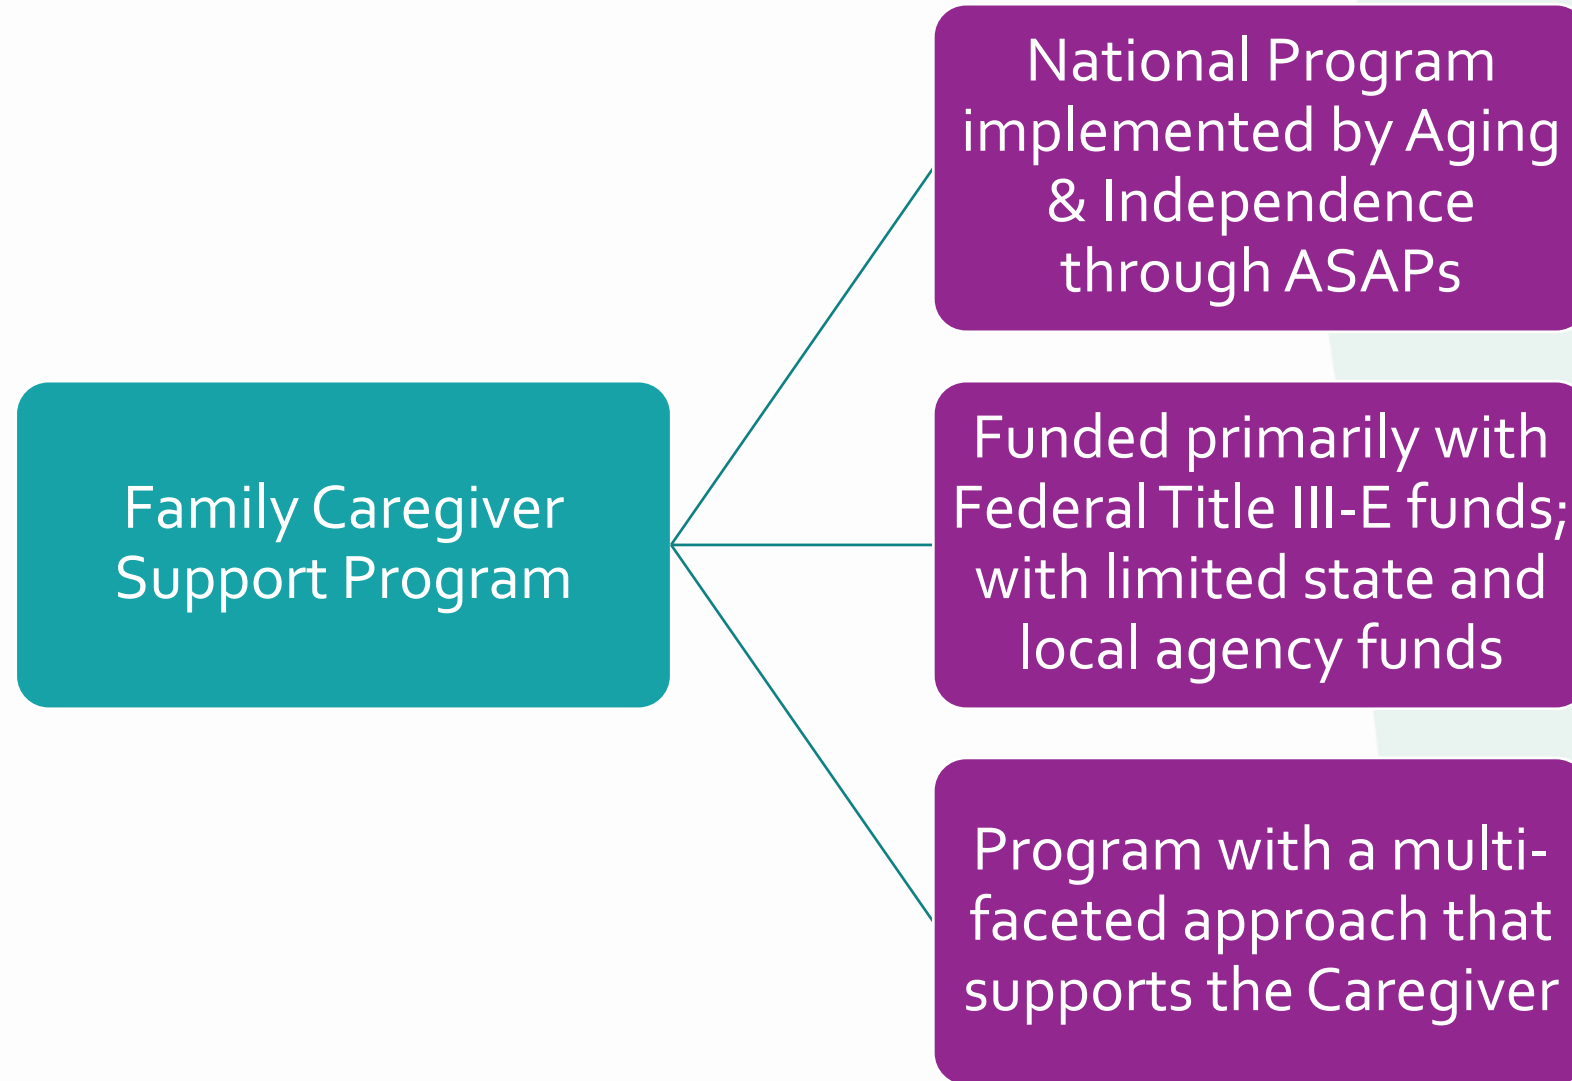 Family Caregiver
Support Program
National Program
implemented by Aging
& Independence
through ASAPs
Funded primarily with
Federal Title III-E funds;
with limited state and
local agency funds
Program with a multi-
faceted approach that
supports the Caregiver